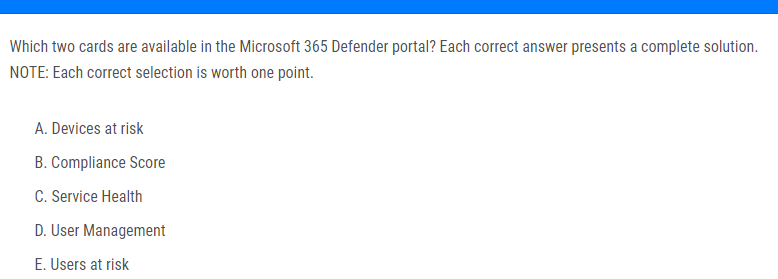 Which two cards are available in the Microsoft 365 Defender portal? Each correct answer presents a complete solution.
NOTE: Each correct selection is worth one point.
A. Devices at risk
B. Compliance Score
C. Service Health
D. User Management
E. Users at risk